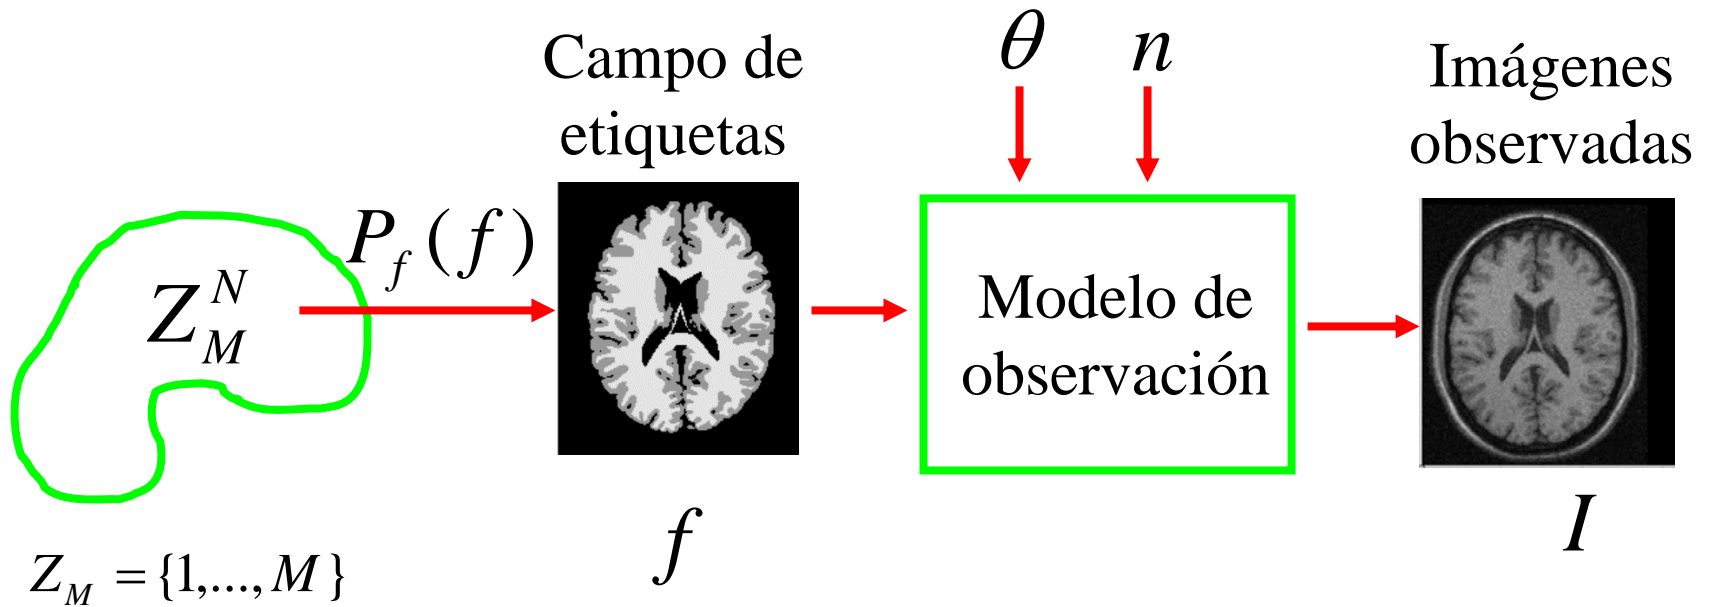 Campo de
etiquetas
θ n
Imágenes
observadas
P_f(f)
Z_M^N
Modelo de
observación
f
I
Z_M = {1,..., M}